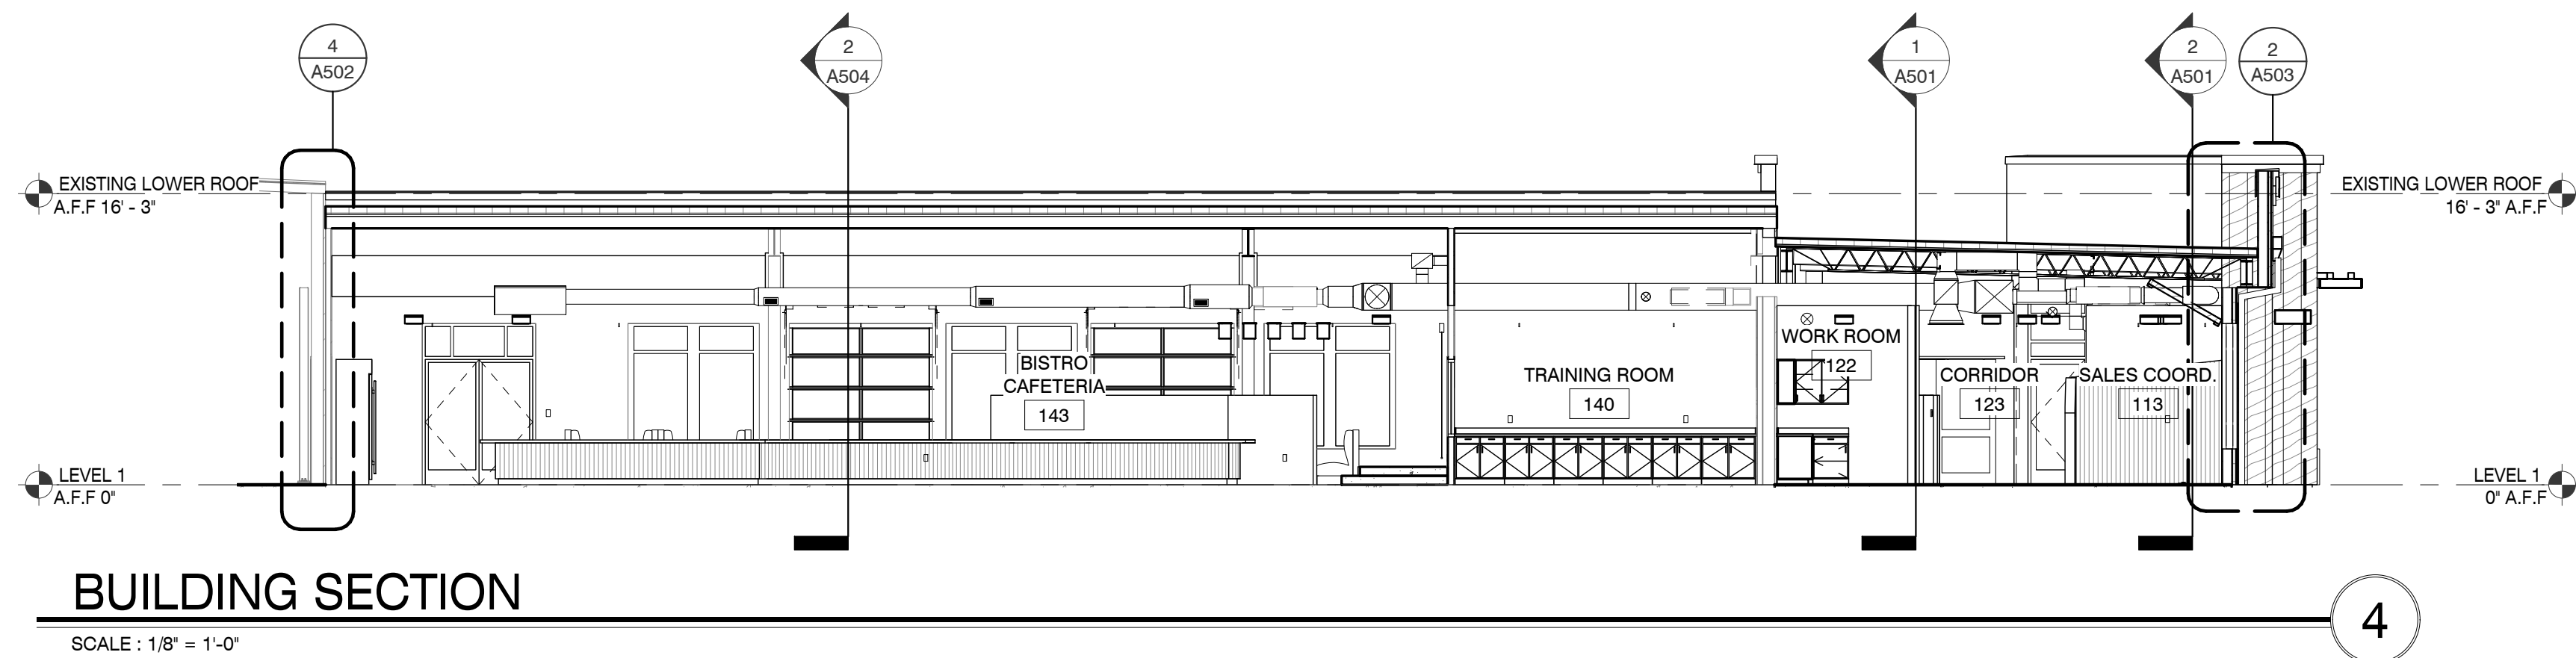 4
A502
2
A504
1
A501
2
A501
2
A503
EXISTING LOWER ROOF
A.F.F 16' - 3"
EXISTING LOWER ROOF
16' - 3" A.F.F
BISTRO
CAFETERIA
143
TRAINING ROOM
140
WORK ROOM
122
CORRIDOR
123
SALES COORD.
113
LEVEL 1
A.F.F 0"
LEVEL 1
0" A.F.F
BUILDING SECTION
SCALE : 1/8" = 1'-0"
4